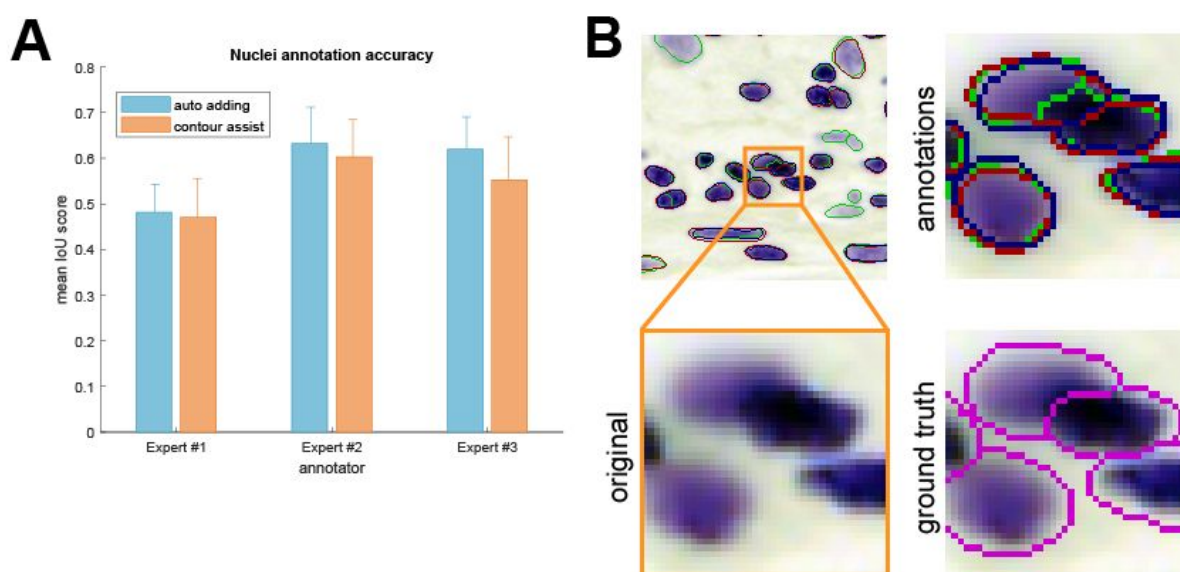 A
Nuclei annotation accuracy
0.8
0.7
0.6
0.5
0.4
0.3
0.2
0.1
0
mean IoU score
auto adding
contour assist
Expert #1
Expert #2
Expert #3
annotator
B
annotations
original
ground truth